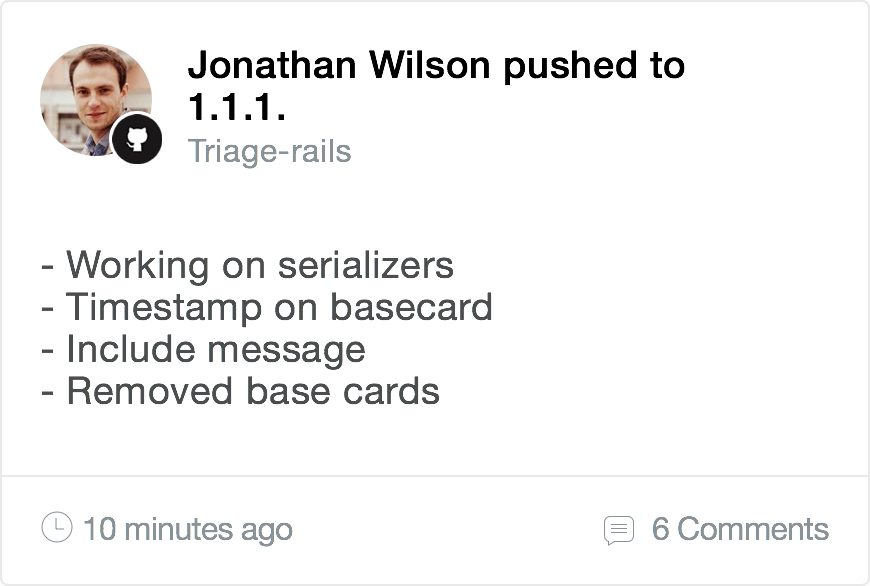 Jonathan Wilson pushed to
1.1.1.
Triage-rails
- Working on serializers
- Timestamp on basecard
- Include message
- Removed base cards
10 minutes ago
6 Comments